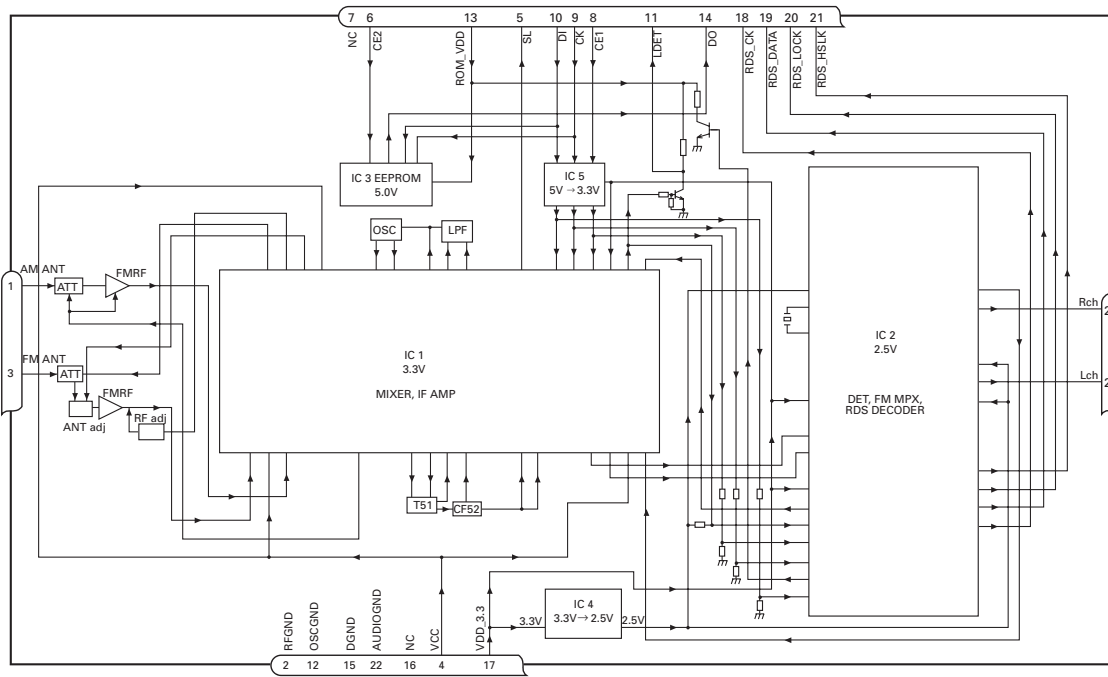 7 6 13 5 10 9 8 11 14 18 19 20 21
NC
CE2
ROM_VDD
SL
DI
CK
CE1
LDET
DO
RDS_CK
RDS_DATA
RDS_LOCK
RDS_HSLK
IC 3 EEPROM
5.0V
IC 5
5V → 3.3V
OSC
LPF
AM ANT
1
ATT
FMRF
FM ANT
3
ATT
FMRF
ANT adj
RF adj
IC 1
3.3V
MIXER, IF AMP
IC 2
2.5V
DET, FM MPX,
RDS DECODER
Rch
2
Lch
2
T51
CF52
IC 4
3.3V → 2.5V
3.3V
2.5V
RFGND
OSCGND
DGND
AUDIOGND
NC
VCC
VDD_3.3
2 12 15 22 16 4 17